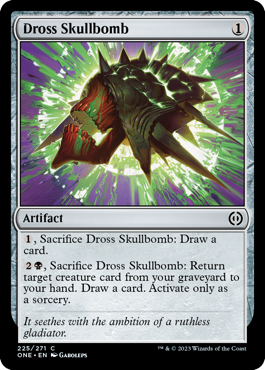 Dross Skullbomb 1
Artifact
1, Sacrifice Dross Skullbomb: Draw a
card.
2, Sacrifice Dross Skullbomb: Return
target creature card from your graveyard to
your hand. Draw a card. Activate only as
a sorcery.
It seethes with the ambition of a ruthless
gladiator.
225/271 C
ONE • EN GABOLEPS
™ & © 2023 Wizards of the Coast